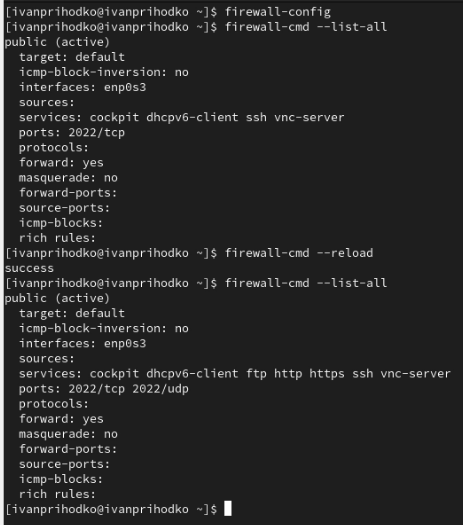 [ivanprihodko@ivanprihodko ~]$ firewall-config
[ivanprihodko@ivanprihodko ~]$ firewall-cmd --list-all
public (active)
  target: default
  icmp-block-inversion: no
  interfaces: enp0s3
  sources:
  services: cockpit dhcpv6-client ssh vnc-server
  ports: 2022/tcp
  protocols:
  forward: yes
  masquerade: no
  forward-ports:
  source-ports:
  icmp-blocks:
  rich rules:
[ivanprihodko@ivanprihodko ~]$ firewall-cmd --reload
success
[ivanprihodko@ivanprihodko ~]$ firewall-cmd --list-all
public (active)
  target: default
  icmp-block-inversion: no
  interfaces: enp0s3
  sources:
  services: cockpit dhcpv6-client ftp http https ssh vnc-server
  ports: 2022/tcp 2022/udp
  protocols:
  forward: yes
  masquerade: no
  forward-ports:
  source-ports:
  icmp-blocks:
  rich rules:
[ivanprihodko@ivanprihodko ~]$